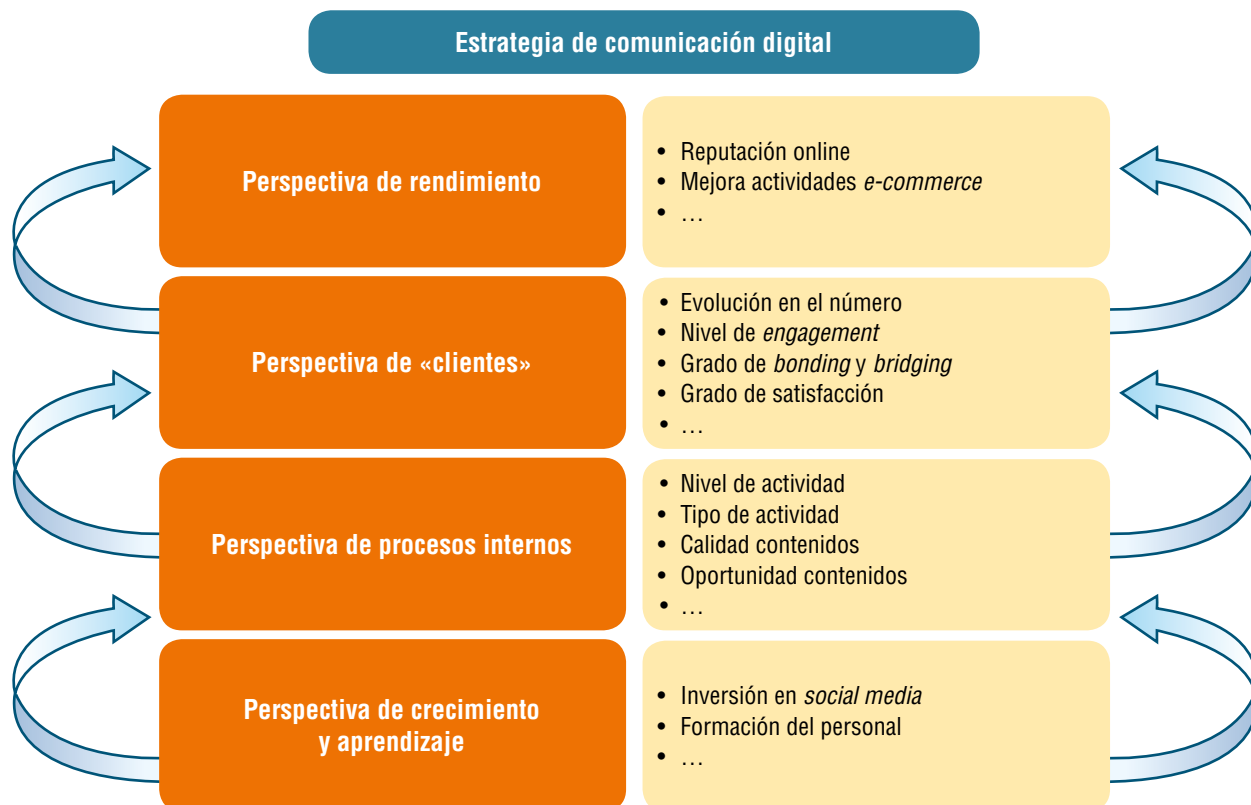 Estrategia de comunicación digital
Perspectiva de rendimiento
• Reputación online
• Mejora actividades e-commerce
• …
Perspectiva de «clientes»
• Evolución en el número
• Nivel de engagement
• Grado de bonding y bridging
• Grado de satisfacción
• …
Perspectiva de procesos internos
• Nivel de actividad
• Tipo de actividad
• Calidad contenidos
• Oportunidad contenidos
• …
Perspectiva de crecimiento
y aprendizaje
• Inversión en social media
• Formación del personal
• …